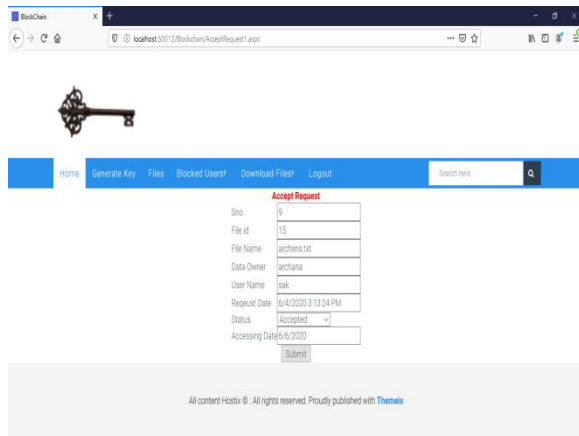 BlockChain
localhost:50012/Blockchain/AcceptRequest1.aspx
Home Generate Key Files Blocked Users? Download Files? Logout Search here..
Accept Request
Sno 9
File id 15
File Name archsns.txt
Data Owner archana
User Name sak
Reqeust Date 6/4/2020 3:13:24 PM
Status Accepted
Accessing Date 6/6/2020
Submit
All content Hostix © . All rights reserved. Proudly published with Themeix